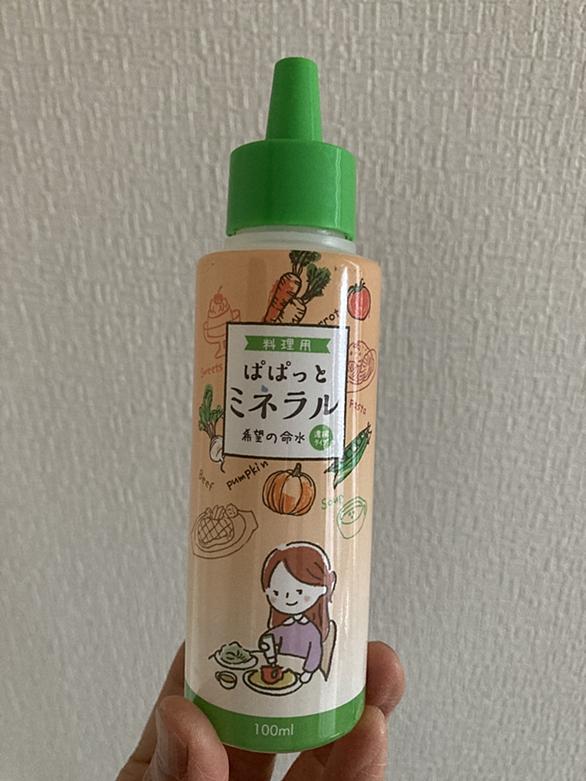 料理用
ぱぱっと
ミネラル
希望の命水
濃縮
タイプ
Sweets
Pasta
Beef
pumpkin
Soup
100ml